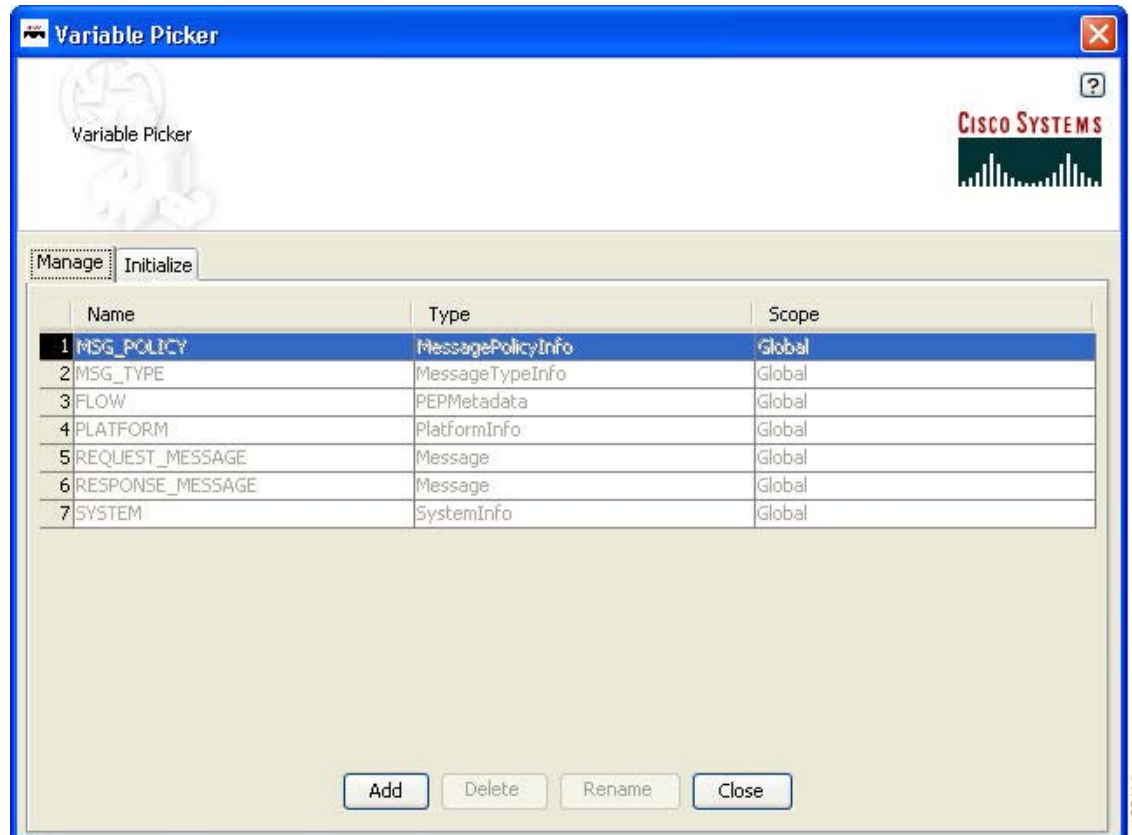 Variable Picker
?
Variable Picker
CISCO SYSTEMS
Manage Initialize
Name Type Scope
1 MSG_POLICY MessagePolicyInfo Global
2 MSG_TYPE MessageTypeInfo Global
3 FLOW PEPMetadata Global
4 PLATFORM PlatformInfo Global
5 REQUEST_MESSAGE Message Global
6 RESPONSE_MESSAGE Message Global
7 SYSTEM SystemInfo Global
Add Delete Rename Close